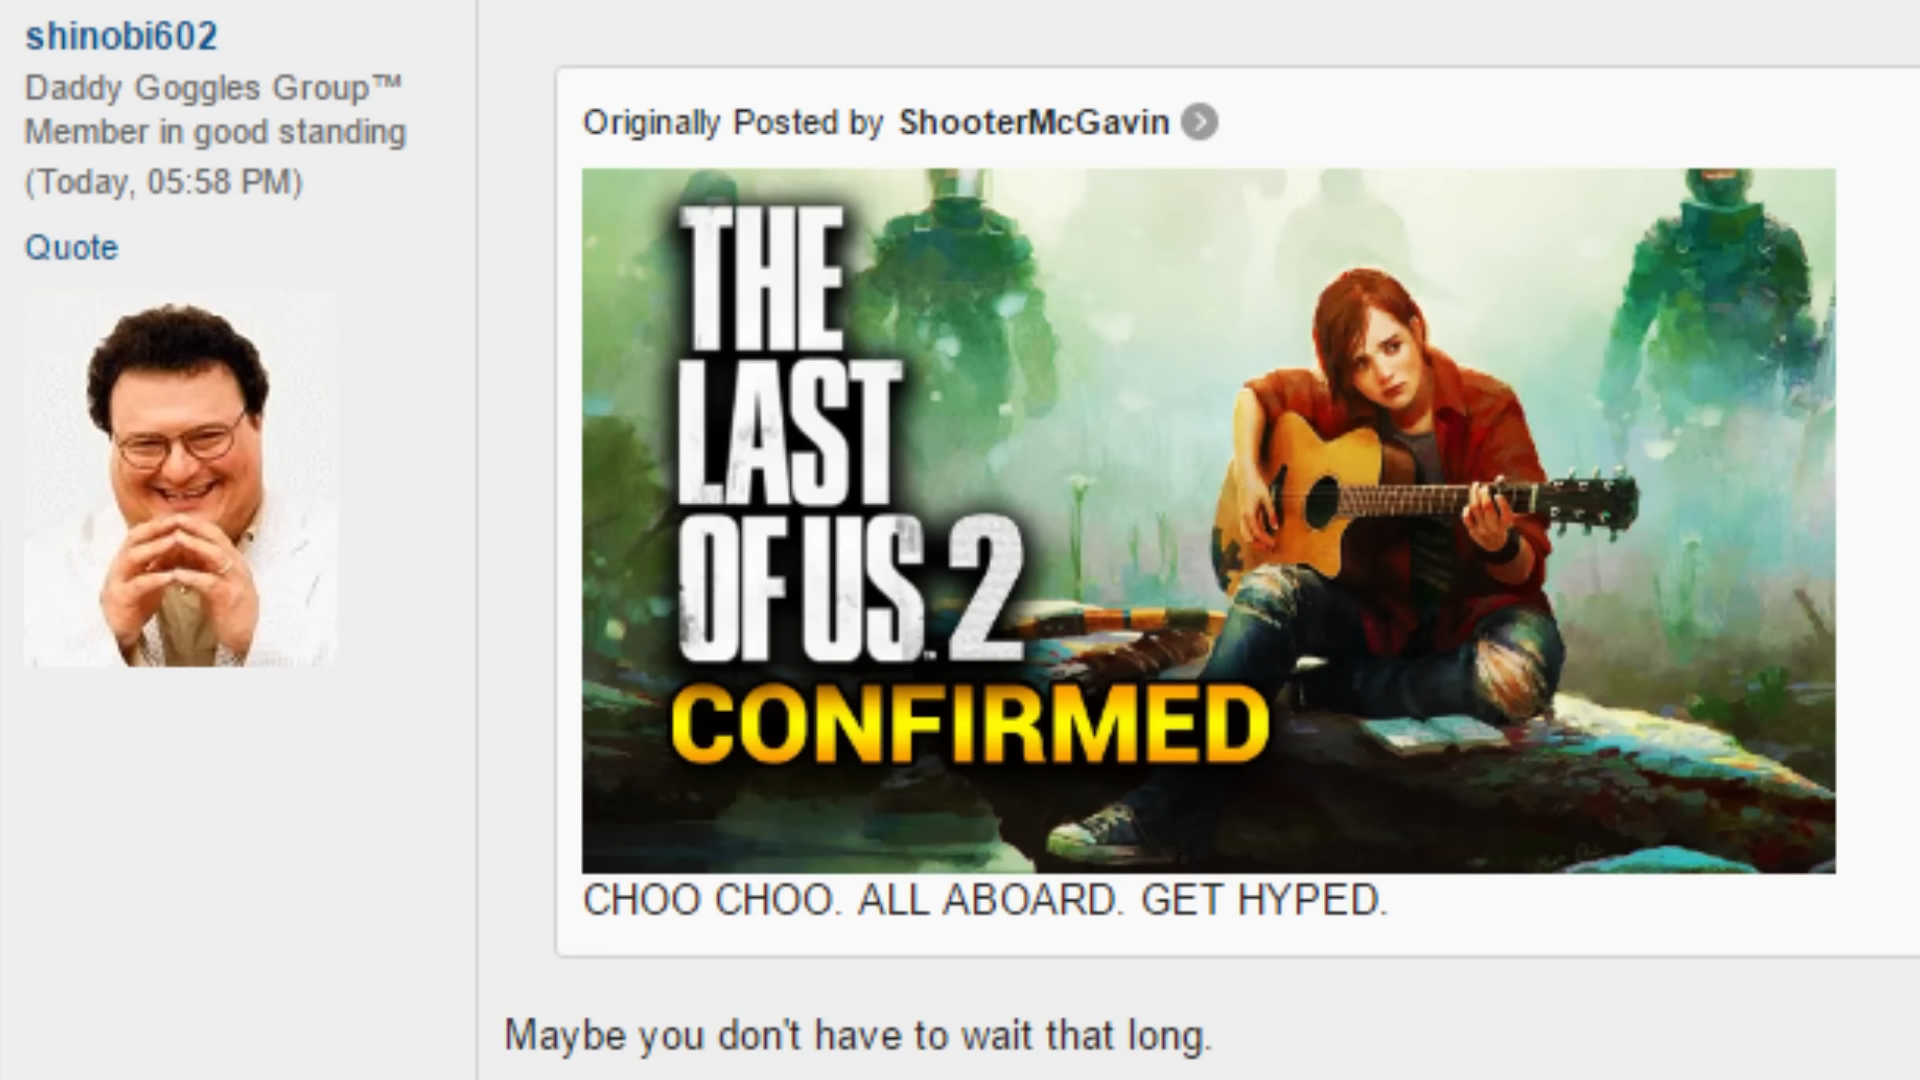 shinobi602
Daddy Goggles Group™
Member in good standing
(Today, 05:58 PM)
Quote
Originally Posted by ShooterMcGavin
THE
LAST
OF US™ 2
CONFIRMED
CHOO CHOO. ALL ABOARD. GET HYPED.
Maybe you don't have to wait that long.